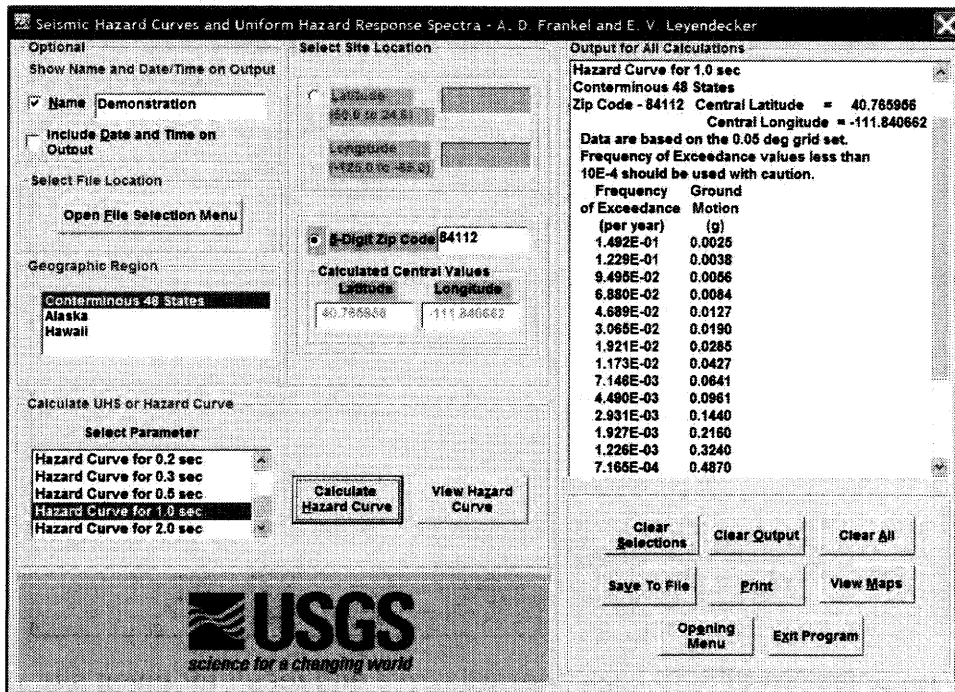 Seismic Hazard Curves and Uniform Hazard Response Spectra - A. D. Frankel and E. V. Leyendecker
Optional
Show Name and Date/Time on Output
Name Demonstration
Include Date and Time on
Output
Select File Location
Open File Selection Menu
Geographic Region
Conterminous 48 States
Alaska
Hawaii
Select Site Location
Latitude
(50.0 to 24.6)
Longitude
(-125.0 to -65.0)
5-Digit Zip Code 84112
Calculated Central Values
Latitude Longitude
40.765956 -111.840662
Calculate UHS or Hazard Curve
Select Parameter
Hazard Curve for 0.2 sec
Hazard Curve for 0.3 sec
Hazard Curve for 0.5 sec
Hazard Curve for 1.0 sec
Hazard Curve for 2.0 sec
Calculate
Hazard Curve
View Hazard
Curve
USGS
science for a changing world
Output for All Calculations
Hazard Curve for 1.0 sec
Conterminous 48 States
Zip Code - 84112 Central Latitude = 40.765956
Central Longitude = -111.840662
Data are based on the 0.05 deg grid set.
Frequency of Exceedance values less than
10E-4 should be used with caution.
Frequency Ground
of Exceedance Motion
(per year) (g)
1.492E-01 0.0025
1.229E-01 0.0038
9.495E-02 0.0056
6.880E-02 0.0084
4.689E-02 0.0127
3.065E-02 0.0190
1.921E-02 0.0285
1.173E-02 0.0427
7.146E-03 0.0641
4.490E-03 0.0961
2.931E-03 0.1440
1.927E-03 0.2160
1.226E-03 0.3240
7.165E-04 0.4870
Clear
Selections
Clear Output
Clear All
Save To File
Print
View Maps
Opening
Menu
Exit Program